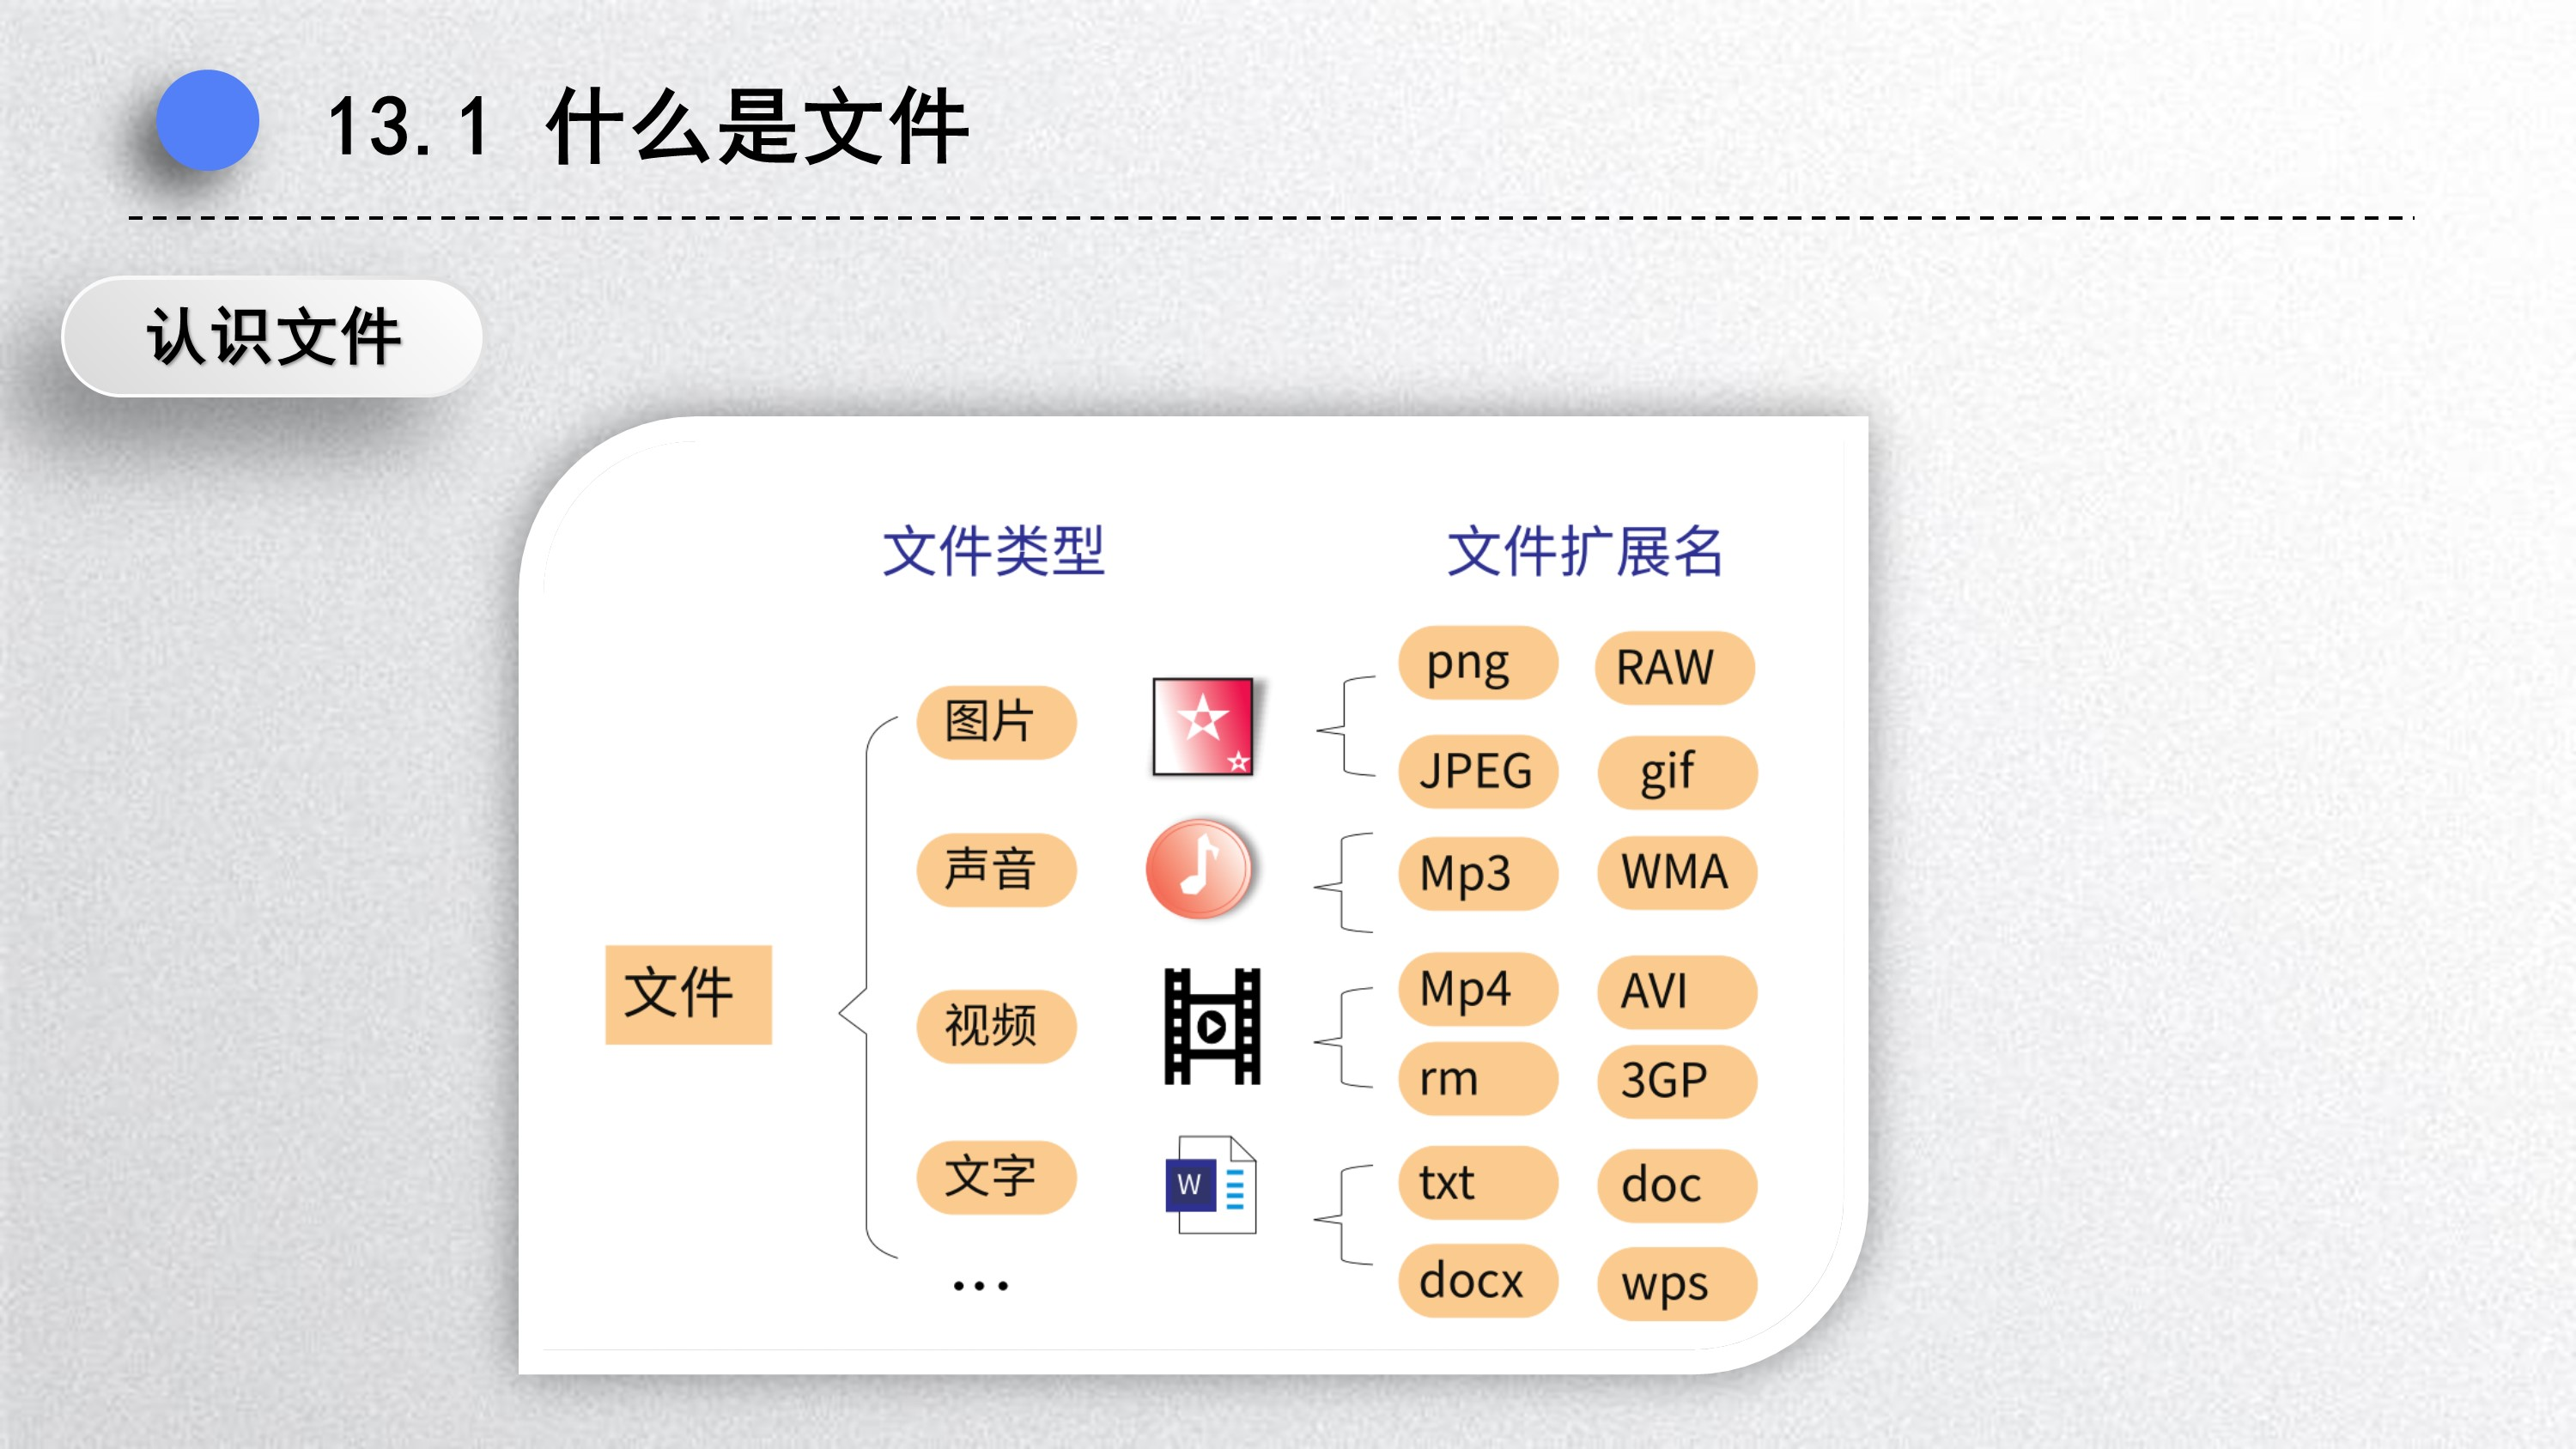 13.1 什么是文件
认识文件
文件类型 文件扩展名
png RAW
图片
JPEG gif
声音 Mp3 WMA
文件
Mp4 AVI
视频
rm 3GP
文字 W txt doc
docx wps
...